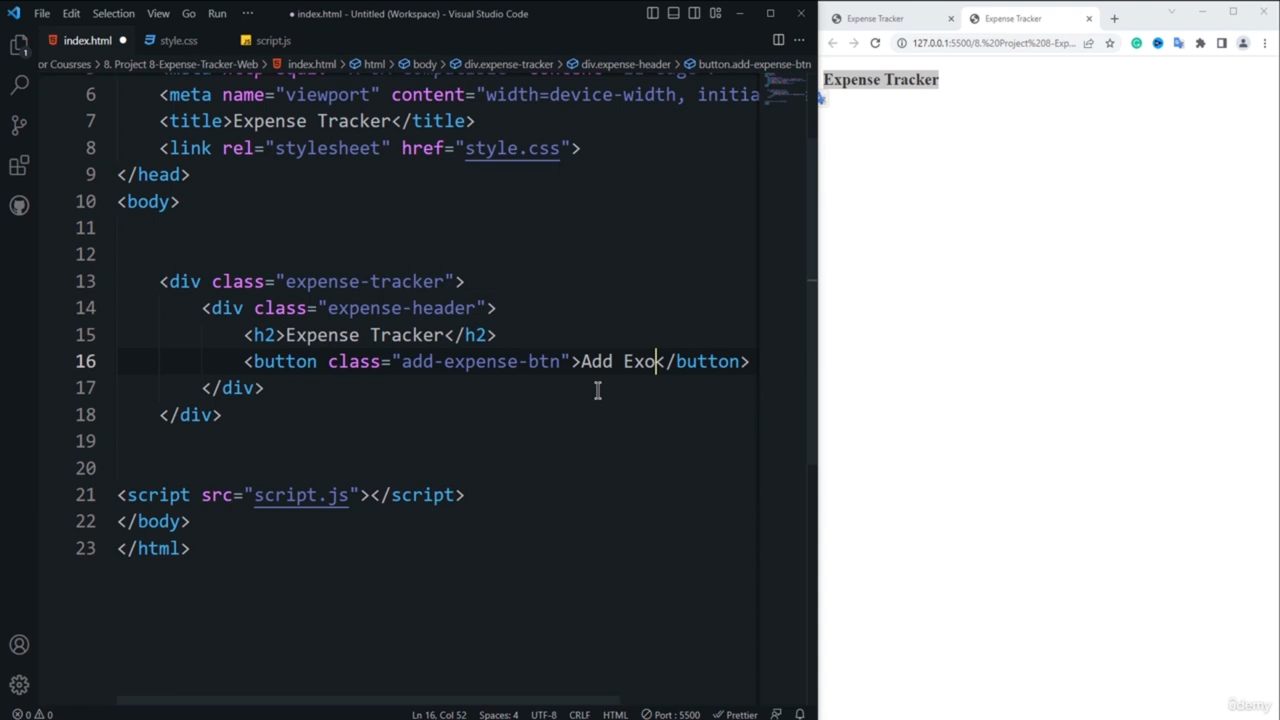 File Edit Selection View Go Run ··· ● index.html - Untitled (Workspace) - Visual Studio Code
index.html ● style.css script.js
or Coursses > 8. Project 8-Expense-Tracker-Web > index.html > html > body > div.expense-tracker > div.expense-header > button.add-expense-btn
6 <meta name="viewport" content="width=device-width, initia
7 <title>Expense Tracker</title>
8 <link rel="stylesheet" href="style.css">
9 </head>
10 <body>
11
12
13 <div class="expense-tracker">
14 <div class="expense-header">
15 <h2>Expense Tracker</h2>
16 <button class="add-expense-btn">Add Exo</button>
17 </div>
18 </div>
19
20
21 <script src="script.js"></script>
22 </body>
23 </html>
0 0 Ln 16, Col 52 Spaces: 4 UTF-8 CRLF HTML Port : 5500 Prettier
Expense Tracker Expense Tracker
127.0.0.1:5500/8.%20Project%208-Exp...
Expense Tracker
ûdemy